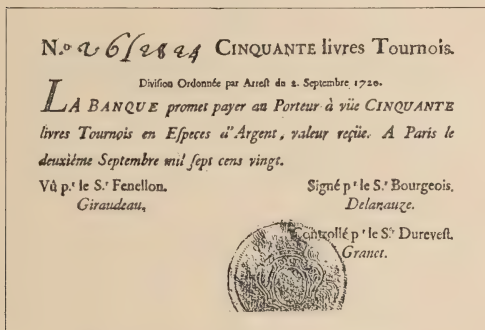 N.o 2626824 CINQUANTE livres Tournois.
Division Ordonnée par Arrest du 2. Septembre 1720.
LA BANQUE promet payer au Porteur à vûe CINQUANTE
livres Tournois en Especes d'Argent, valeur reçûe. A Paris le
deuxiéme Septembre mil sept cens vingt.
Vû p.r le S.r Fenellon.
Giraudeau.
Signé p r le S.r Bourgeois.
Delanauze.
Controllé p r le S.r Durevest.
Granet.